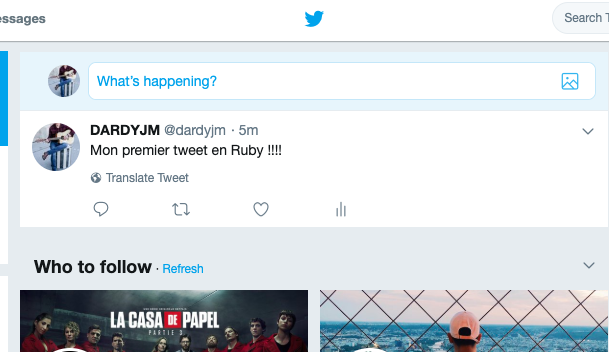 essages
Search T
What's happening?
DARDYJM @dardyjm · 5m
Mon premier tweet en Ruby !!!!
Translate Tweet
Who to follow · Refresh
LA CASA DE PAPEL
PARTIE 3